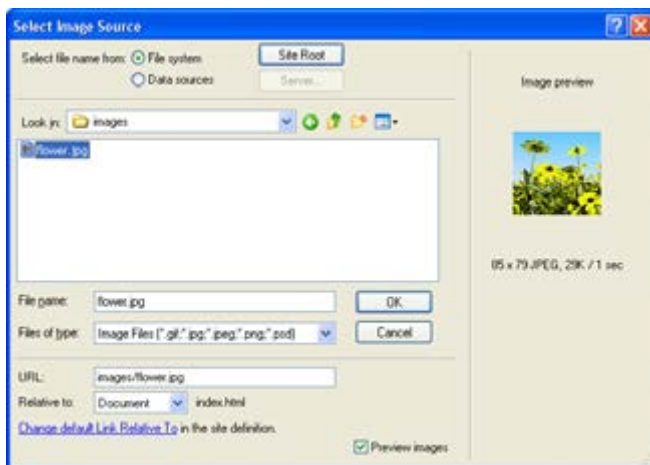 Select Image Source
Select file name from: File system
Site Root
Data sources
Server...
Image preview
Look in: images
flower.jpg
85 x 79 JPEG, 29K / 1 sec
File name: flower.jpg
OK
Files of type: Image Files (*.gif;*.jpg;*.jpeg;*.png;*.psd)
Cancel
URL: images/flower.jpg
Relative to: Document index.html
Change default Link Relative To in the site definition.
Preview images